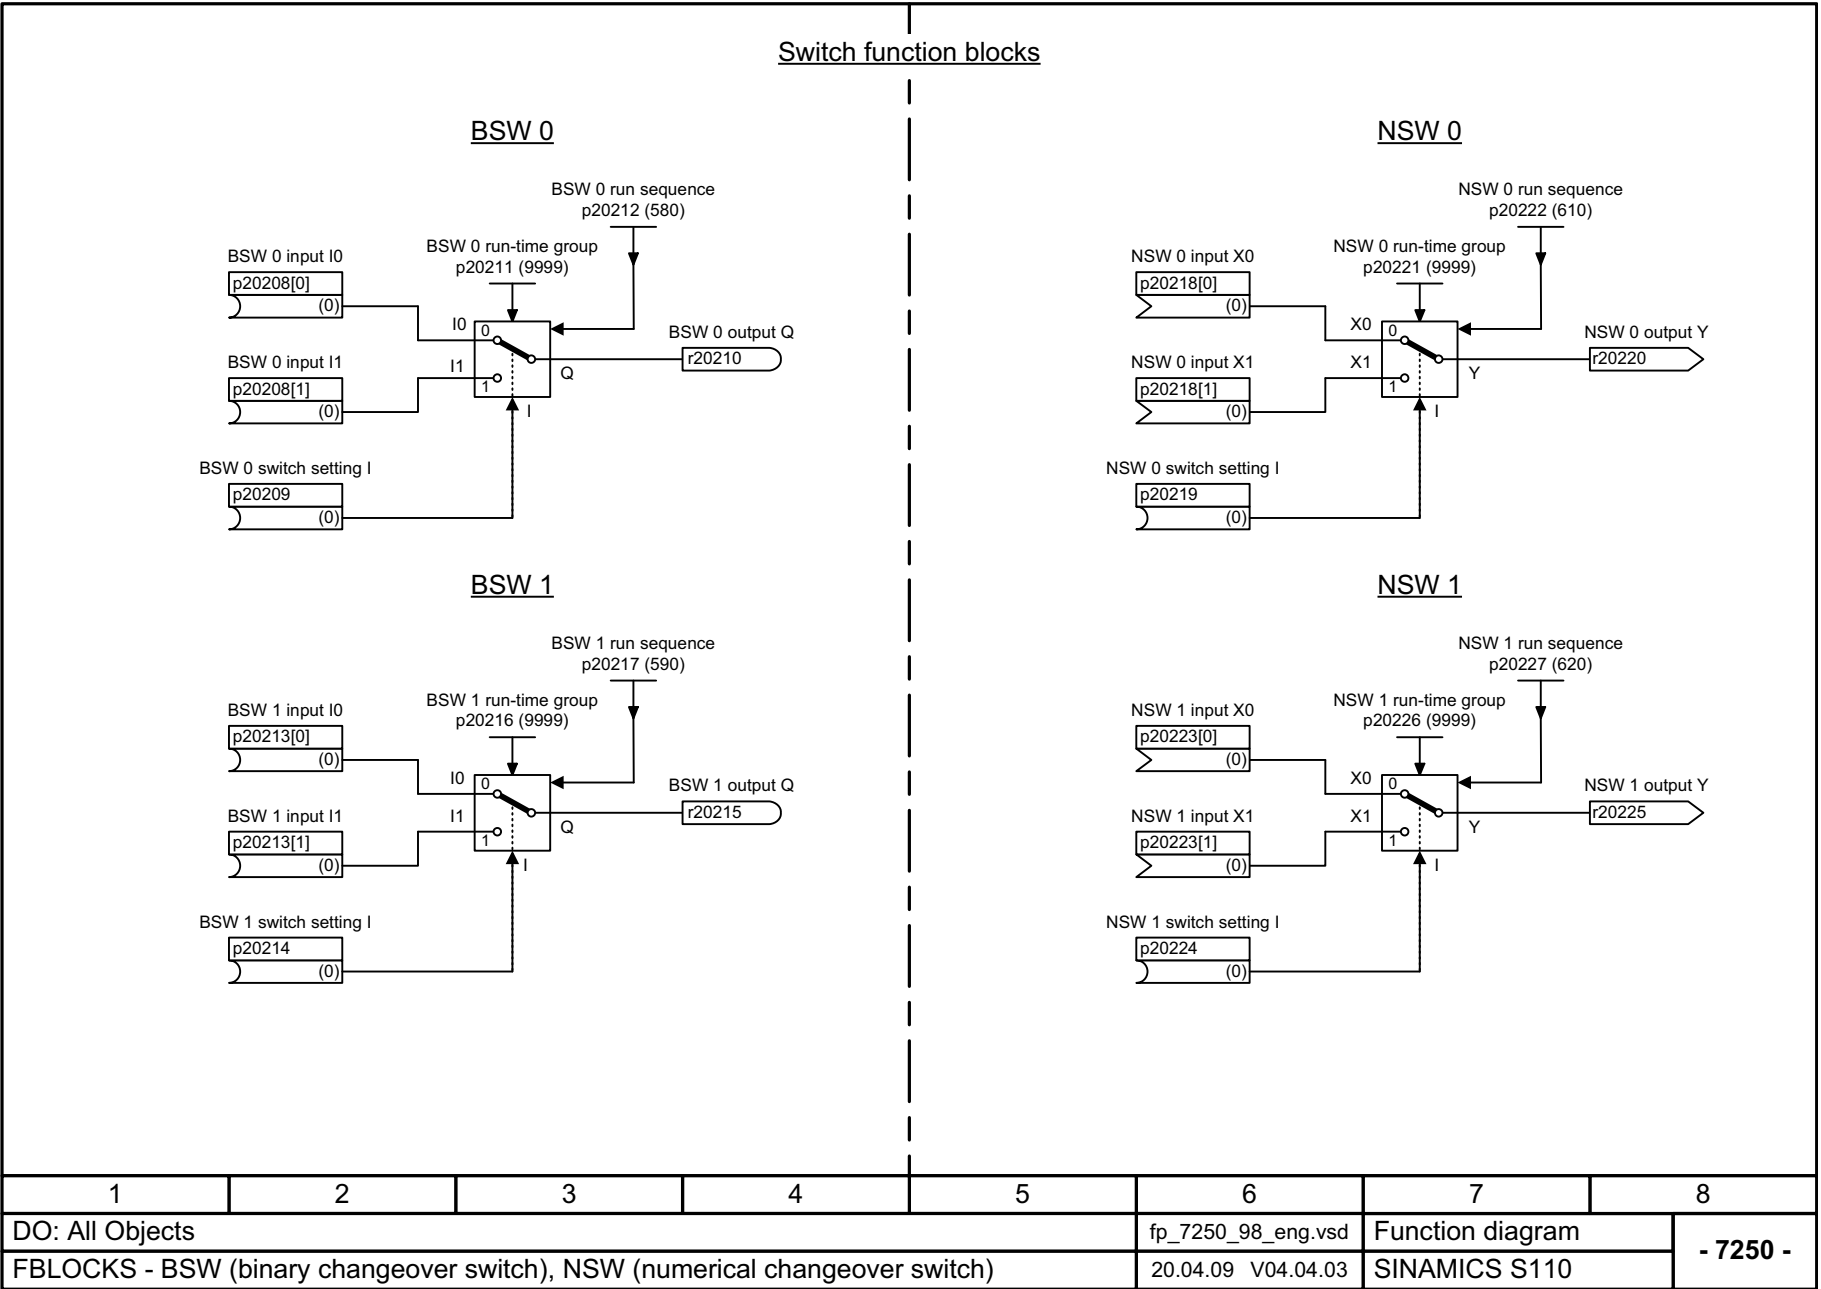 Switch function blocks
BSW 0
BSW 0 run sequence
p20212 (580)
BSW 0 run-time group
p20211 (9999)
BSW 0 input I0
p20208[0]
(0)
I0
0
BSW 0 output Q
r20210
BSW 0 input I1
p20208[1]
(0)
I1
1
Q
I
BSW 0 switch setting I
p20209
(0)
BSW 1
BSW 1 run sequence
p20217 (590)
BSW 1 run-time group
p20216 (9999)
BSW 1 input I0
p20213[0]
(0)
I0
0
BSW 1 output Q
r20215
BSW 1 input I1
p20213[1]
(0)
I1
1
Q
I
BSW 1 switch setting I
p20214
(0)
NSW 0
NSW 0 run sequence
p20222 (610)
NSW 0 run-time group
p20221 (9999)
NSW 0 input X0
p20218[0]
(0)
X0
0
NSW 0 output Y
r20220
NSW 0 input X1
p20218[1]
(0)
X1
1
Y
I
NSW 0 switch setting I
p20219
(0)
NSW 1
NSW 1 run sequence
p20227 (620)
NSW 1 run-time group
p20226 (9999)
NSW 1 input X0
p20223[0]
(0)
X0
0
NSW 1 output Y
r20225
NSW 1 input X1
p20223[1]
(0)
X1
1
Y
I
NSW 1 switch setting I
p20224
(0)
1 2 3 4 5 6 7 8
DO: All Objects
fp_7250_98_eng.vsd
Function diagram
- 7250 -
FBLOCKS - BSW (binary changeover switch), NSW (numerical changeover switch)
20.04.09 V04.04.03
SINAMICS S110